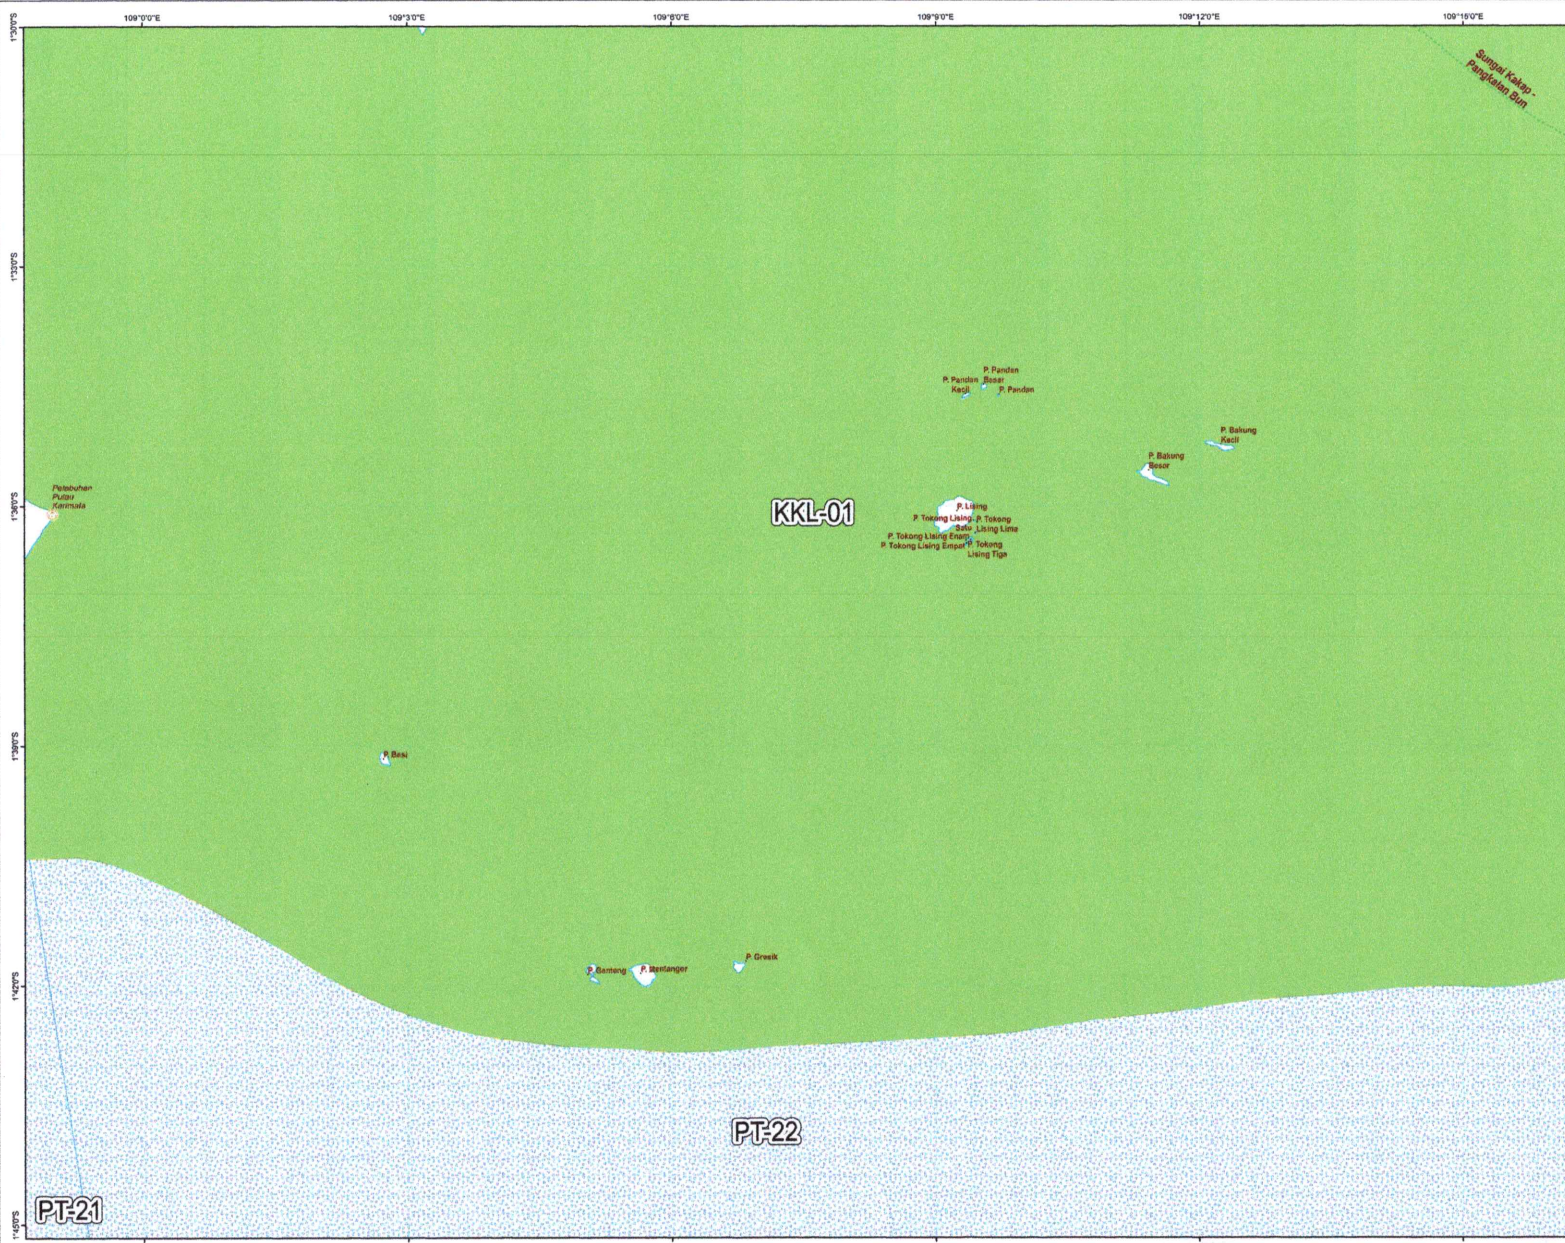 109°0'0"E
109°3'0"E
109°6'0"E
109°9'0"E
109°12'0"E
109°15'0"E
1°30'0"S
Sungai Kakap -
Pangkalan Bun
1°33'0"S
P. Pandan
Besar
P. Pandan
Kecil
P. Pandan
P. Bakung
Kecil
P. Bakung
Besar
Pelabuhan
Pulau
Karimata
1°36'0"S
KKL-01
P. Lising
P. Tokong Lising
Satu
P. Tokong
Lising Lima
P. Tokong Lising Enam
P. Tokong Lising Empat
P. Tokong
Lising Tiga
1°39'0"S
P. Besi
P. Genteng
P. Mentangor
P. Gresik
1°42'0"S
PT-22
PT-21
1°45'0"S